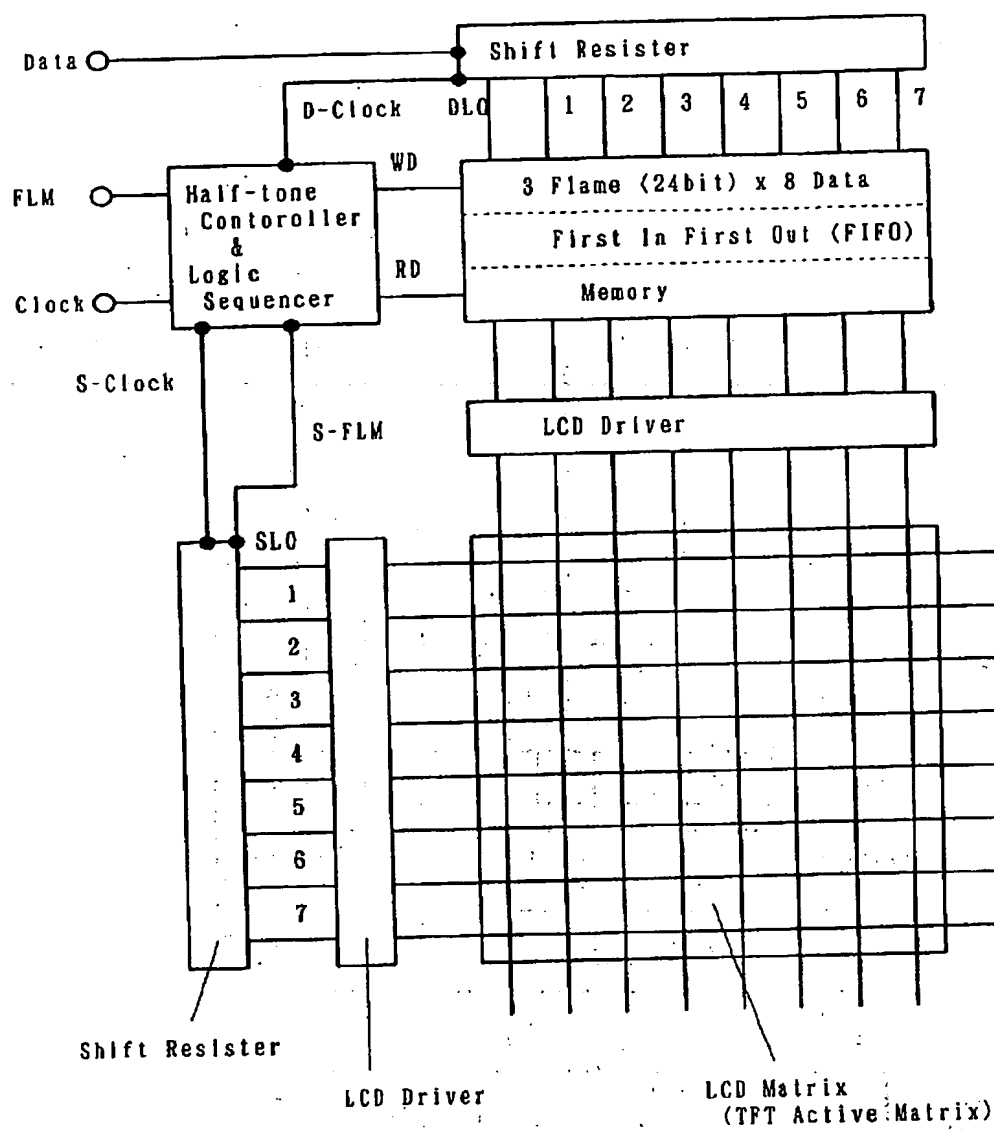 Shift Resister
Data
D-Clock
DL0
1
2
3
4
5
6
7
WD
FLM
Half-tone
Contoroller
&
Logic
Sequencer
3 Flame (24bit) x 8 Data
First In First Out (FIFO)
RD
Clock
Memory
S-Clock
S-FLM
LCD Driver
SL0
1
2
3
4
5
6
7
Shift Resister
LCD Driver
LCD Matrix
(TFT Active Matrix)